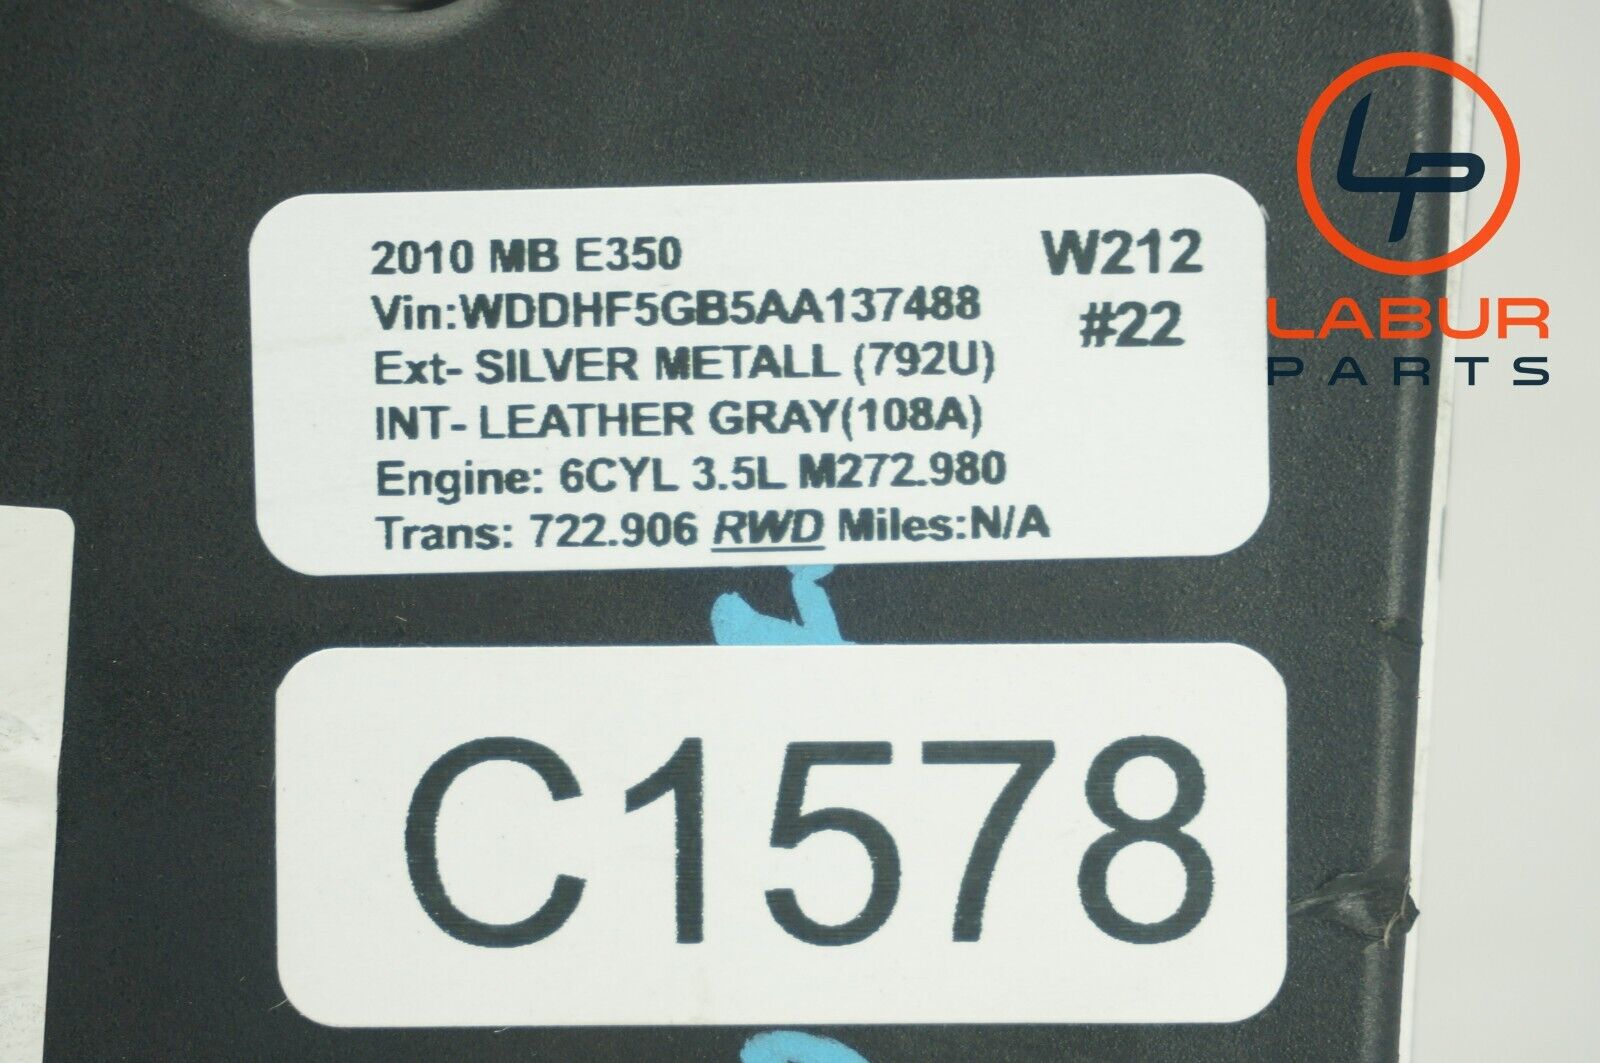 2010 MB E350
Vin:WDDHF5GB5AA137488
Ext- SILVER METALL (792U)
INT- LEATHER GRAY(108A)
Engine: 6CYL 3.5L M272.980
Trans: 722.906 RWD Miles:N/A
W212
#22
LP
LABUR
PARTS
C1578